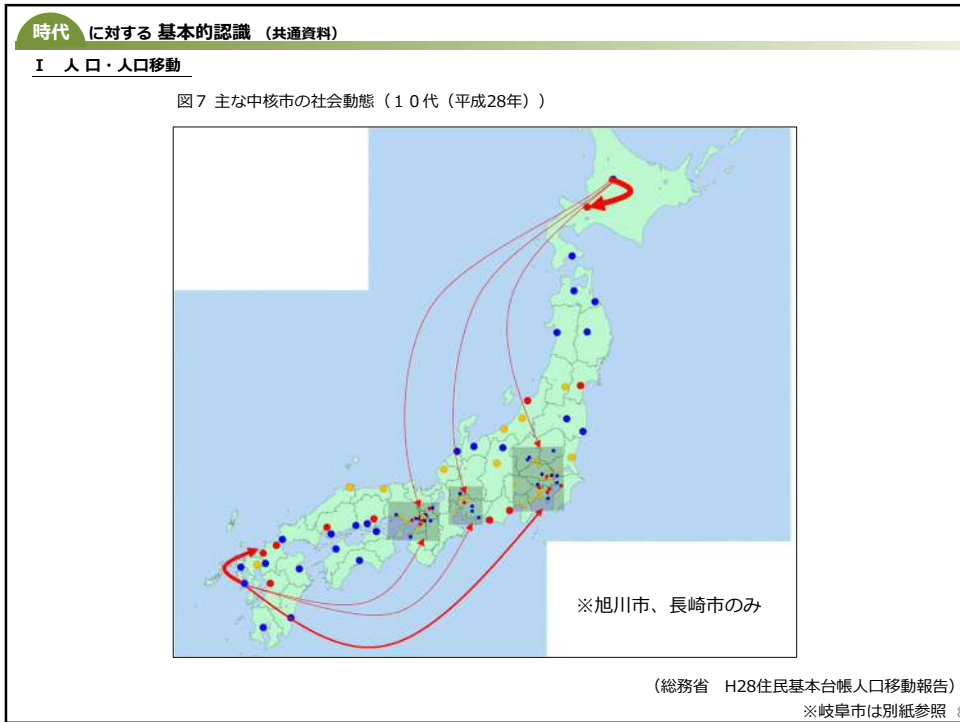 時代 に対する 基本的認識 （共通資料）
Ⅰ 人 口・人口移動
図７ 主な中核市の社会動態（１０代（平成28年））
※旭川市、長崎市のみ
（総務省　H28住民基本台帳人口移動報告）
※岐阜市は別紙参照